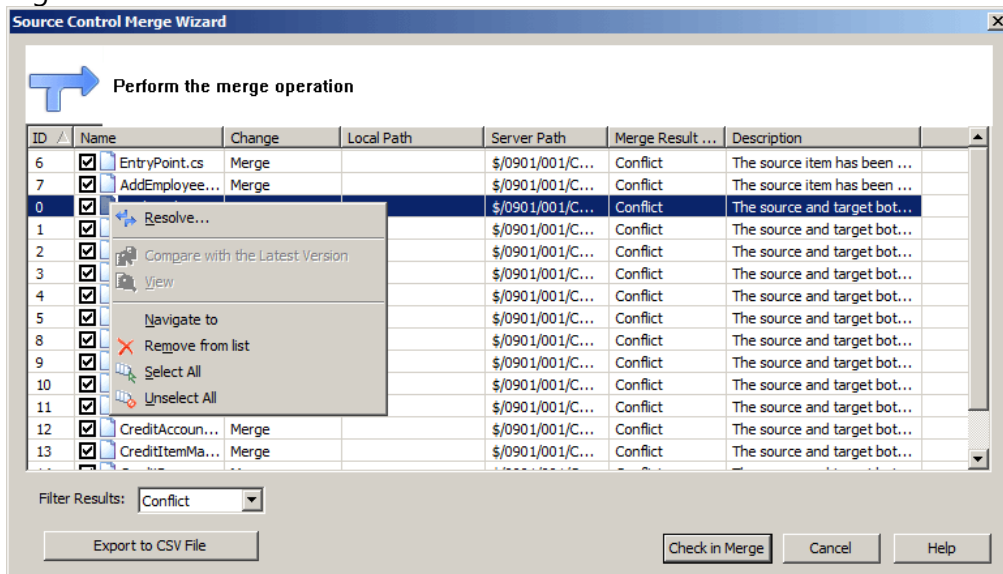 Source Control Merge Wizard
Perform the merge operation
ID Name Change Local Path Server Path Merge Result ... Description
6 EntryPoint.cs Merge $/0901/001/C... Conflict The source item has been ...
7 AddEmployee... Merge $/0901/001/C... Conflict The source item has been ...
0 $/0901/001/C... Conflict The source and target bot...
1 $/0901/001/C... Conflict The source and target bot...
2 $/0901/001/C... Conflict The source and target bot...
3 $/0901/001/C... Conflict The source and target bot...
4 $/0901/001/C... Conflict The source and target bot...
5 $/0901/001/C... Conflict The source and target bot...
8 $/0901/001/C... Conflict The source and target bot...
9 $/0901/001/C... Conflict The source and target bot...
10 $/0901/001/C... Conflict The source and target bot...
11 $/0901/001/C... Conflict The source and target bot...
12 CreditAccoun... Merge $/0901/001/C... Conflict The source and target bot...
13 CreditItemMa... Merge $/0901/001/C... Conflict The source and target bot...
Resolve...
Compare with the Latest Version
View
Navigate to
Remove from list
Select All
Unselect All
Filter Results: Conflict
Export to CSV File Check in Merge Cancel Help